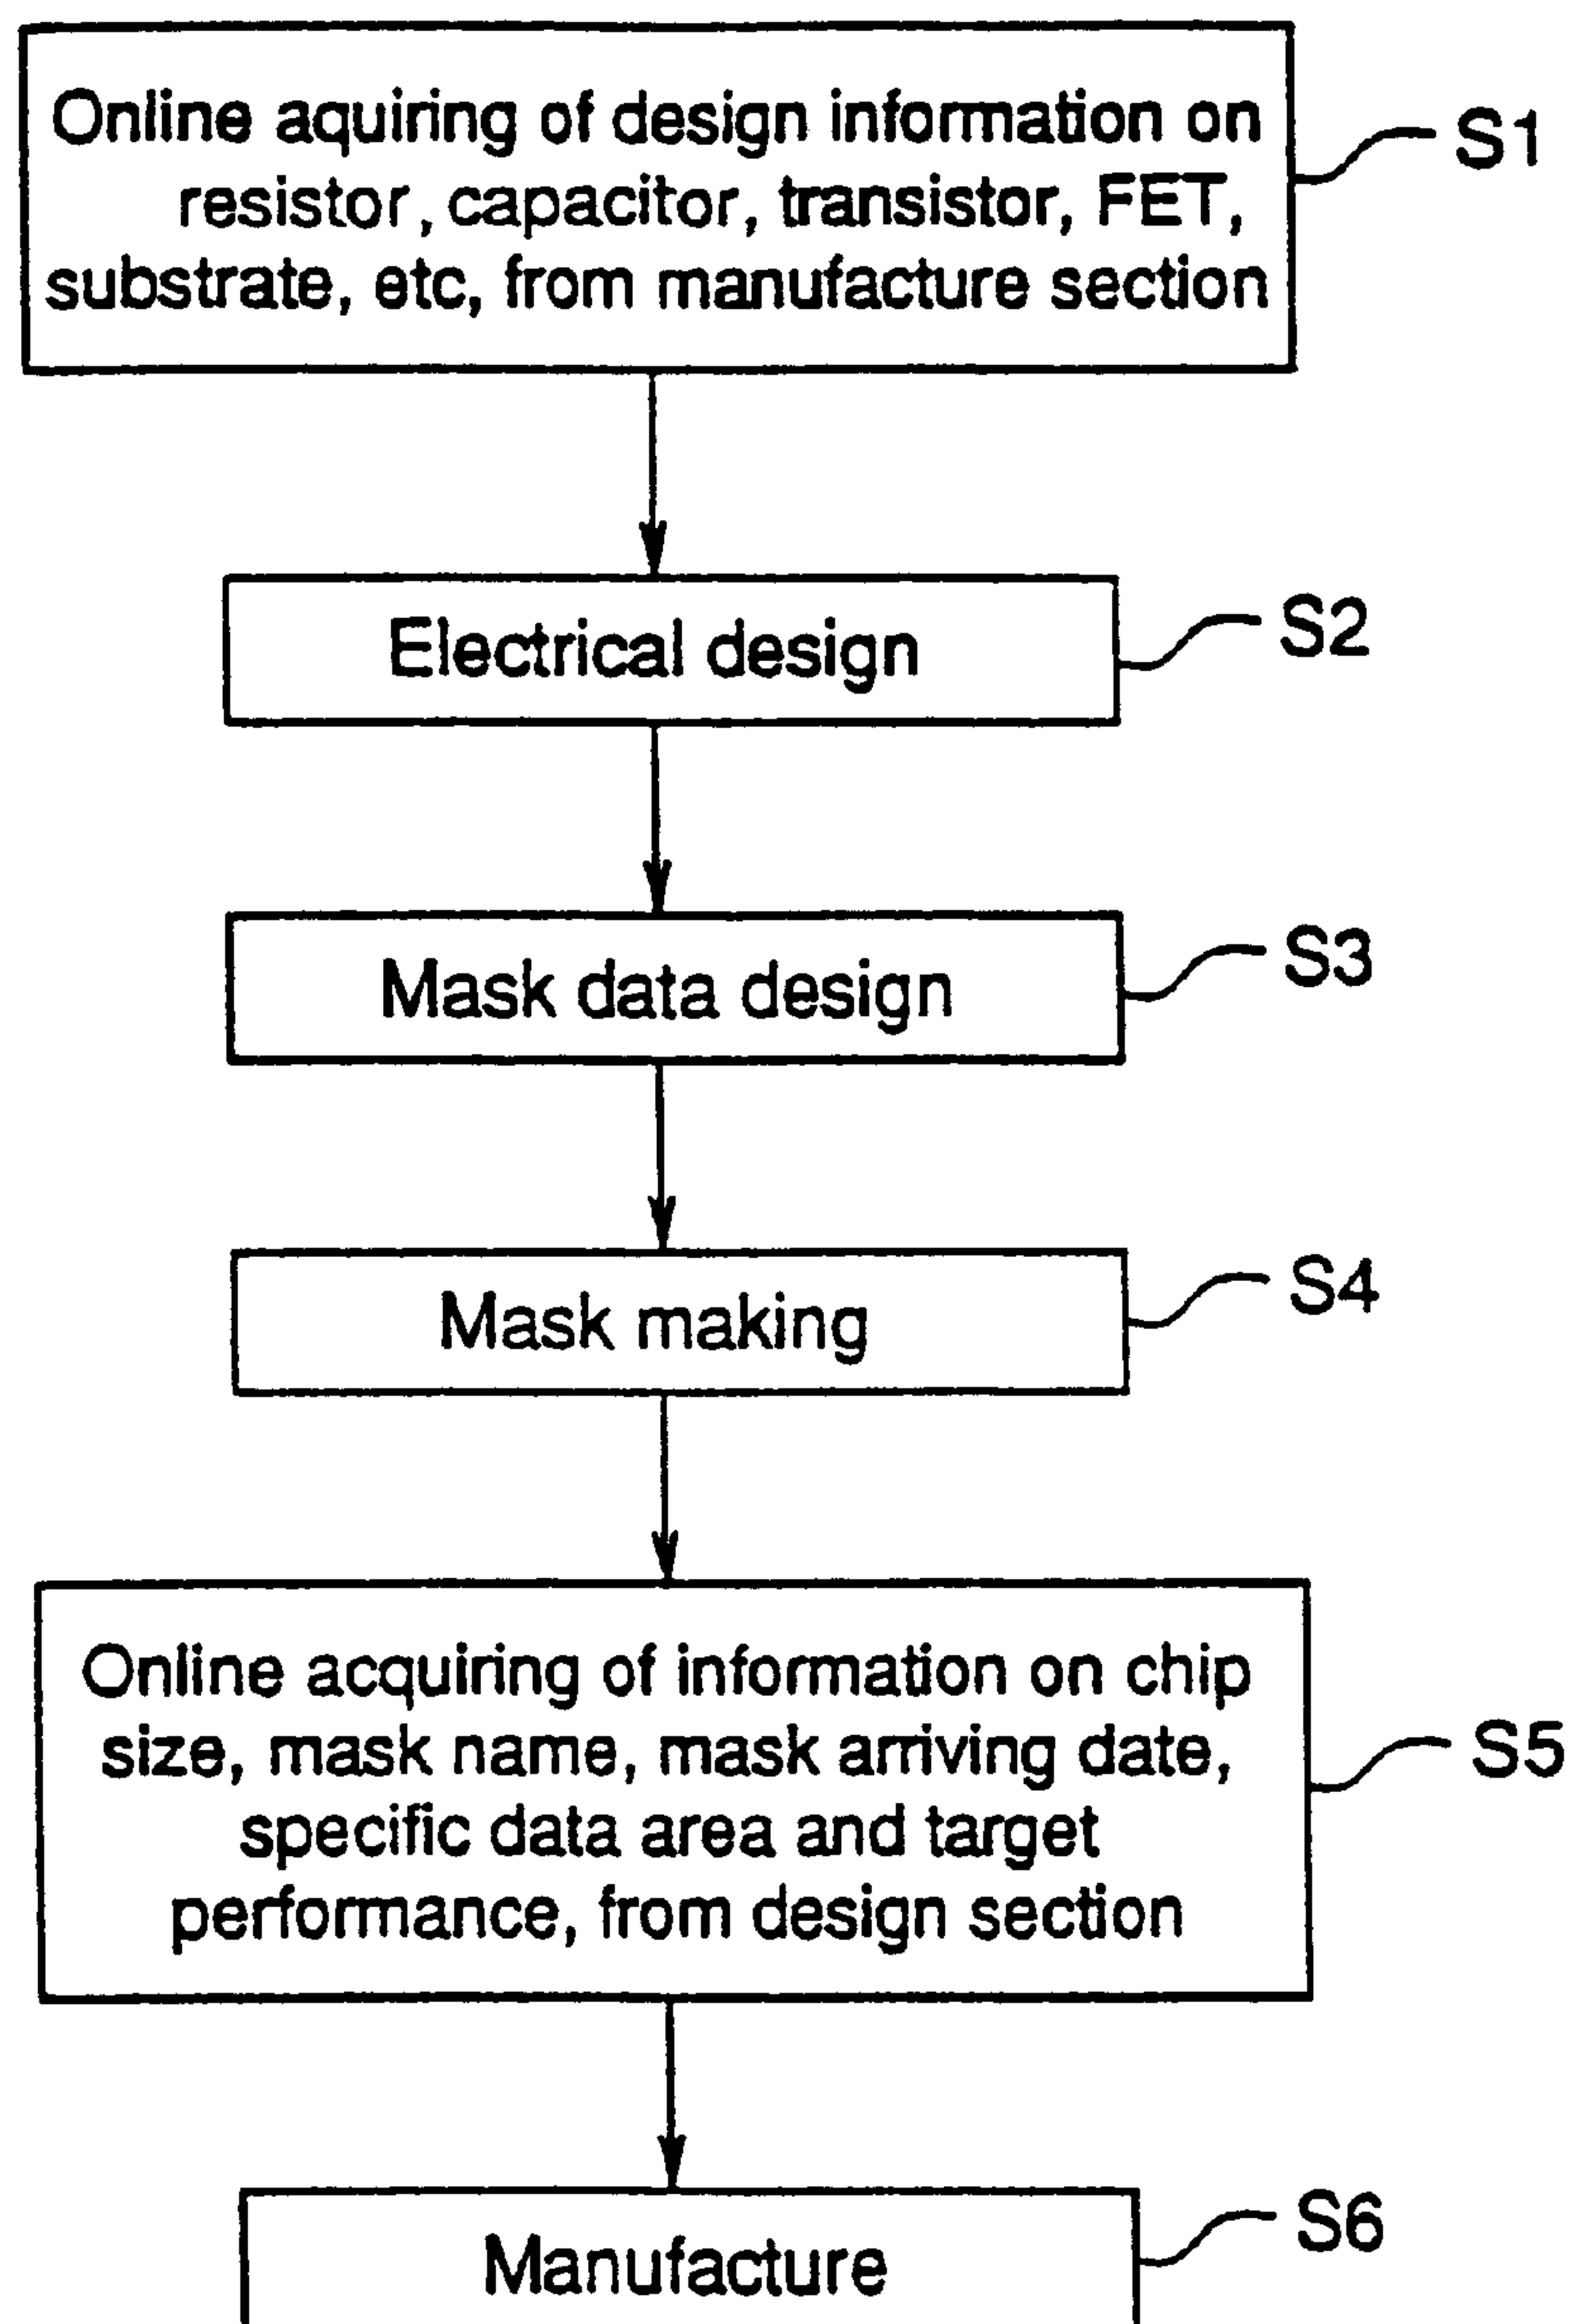 Online aquiring of design information on
resistor, capacitor, transistor, FET,
substrate, etc, from manufacture section
S1
Electrical design
S2
Mask data design
S3
Mask making
S4
Online acquiring of information on chip
size, mask name, mask arriving date,
specific data area and target
performance, from design section
S5
Manufacture
S6